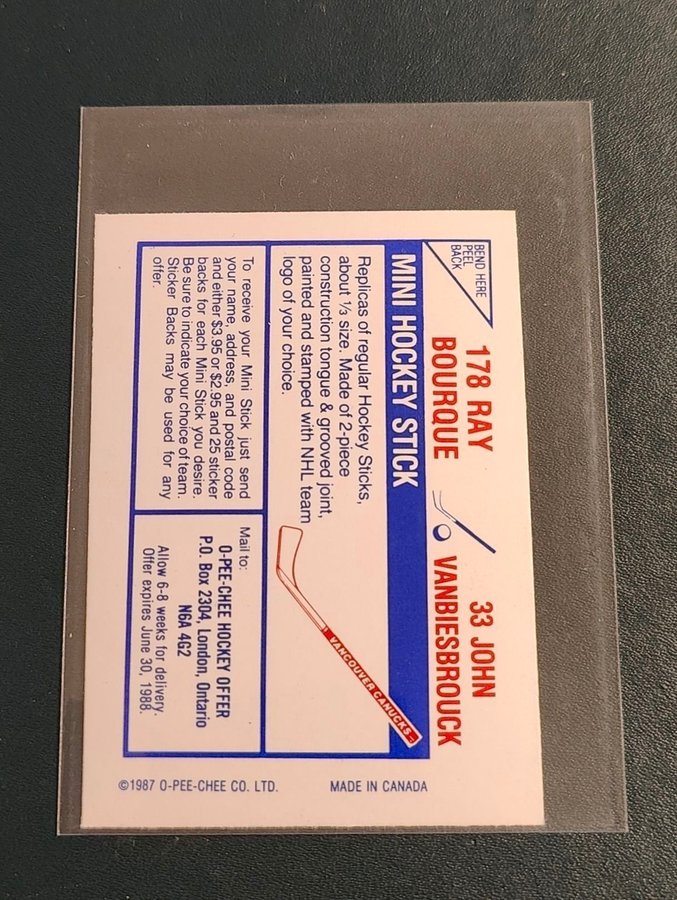 BEND HERE
PEEL
BACK
178 RAY
BOURQUE
33 JOHN
VANBIESBROUCK
MINI HOCKEY STICK
Replicas of regular Hockey Sticks,
about ⅓ size. Made of 2-piece
construction tongue & grooved joint,
painted and stamped with NHL team
logo of your choice.
VANCOUVER CANUCKS
To receive your Mini Stick just send
your name, address, and postal code
and either $3.95 or $2.95 and 25 sticker
backs for each Mini Stick you desire.
Be sure to indicate your choice of team.
Sticker Backs may be used for any
offer.
Mail to:
O-PEE-CHEE HOCKEY OFFER
P.O. Box 2304, London, Ontario
N6A 4G2
Allow 6-8 weeks for delivery.
Offer expires June 30, 1988.
©1987 O-PEE-CHEE CO. LTD.
MADE IN CANADA